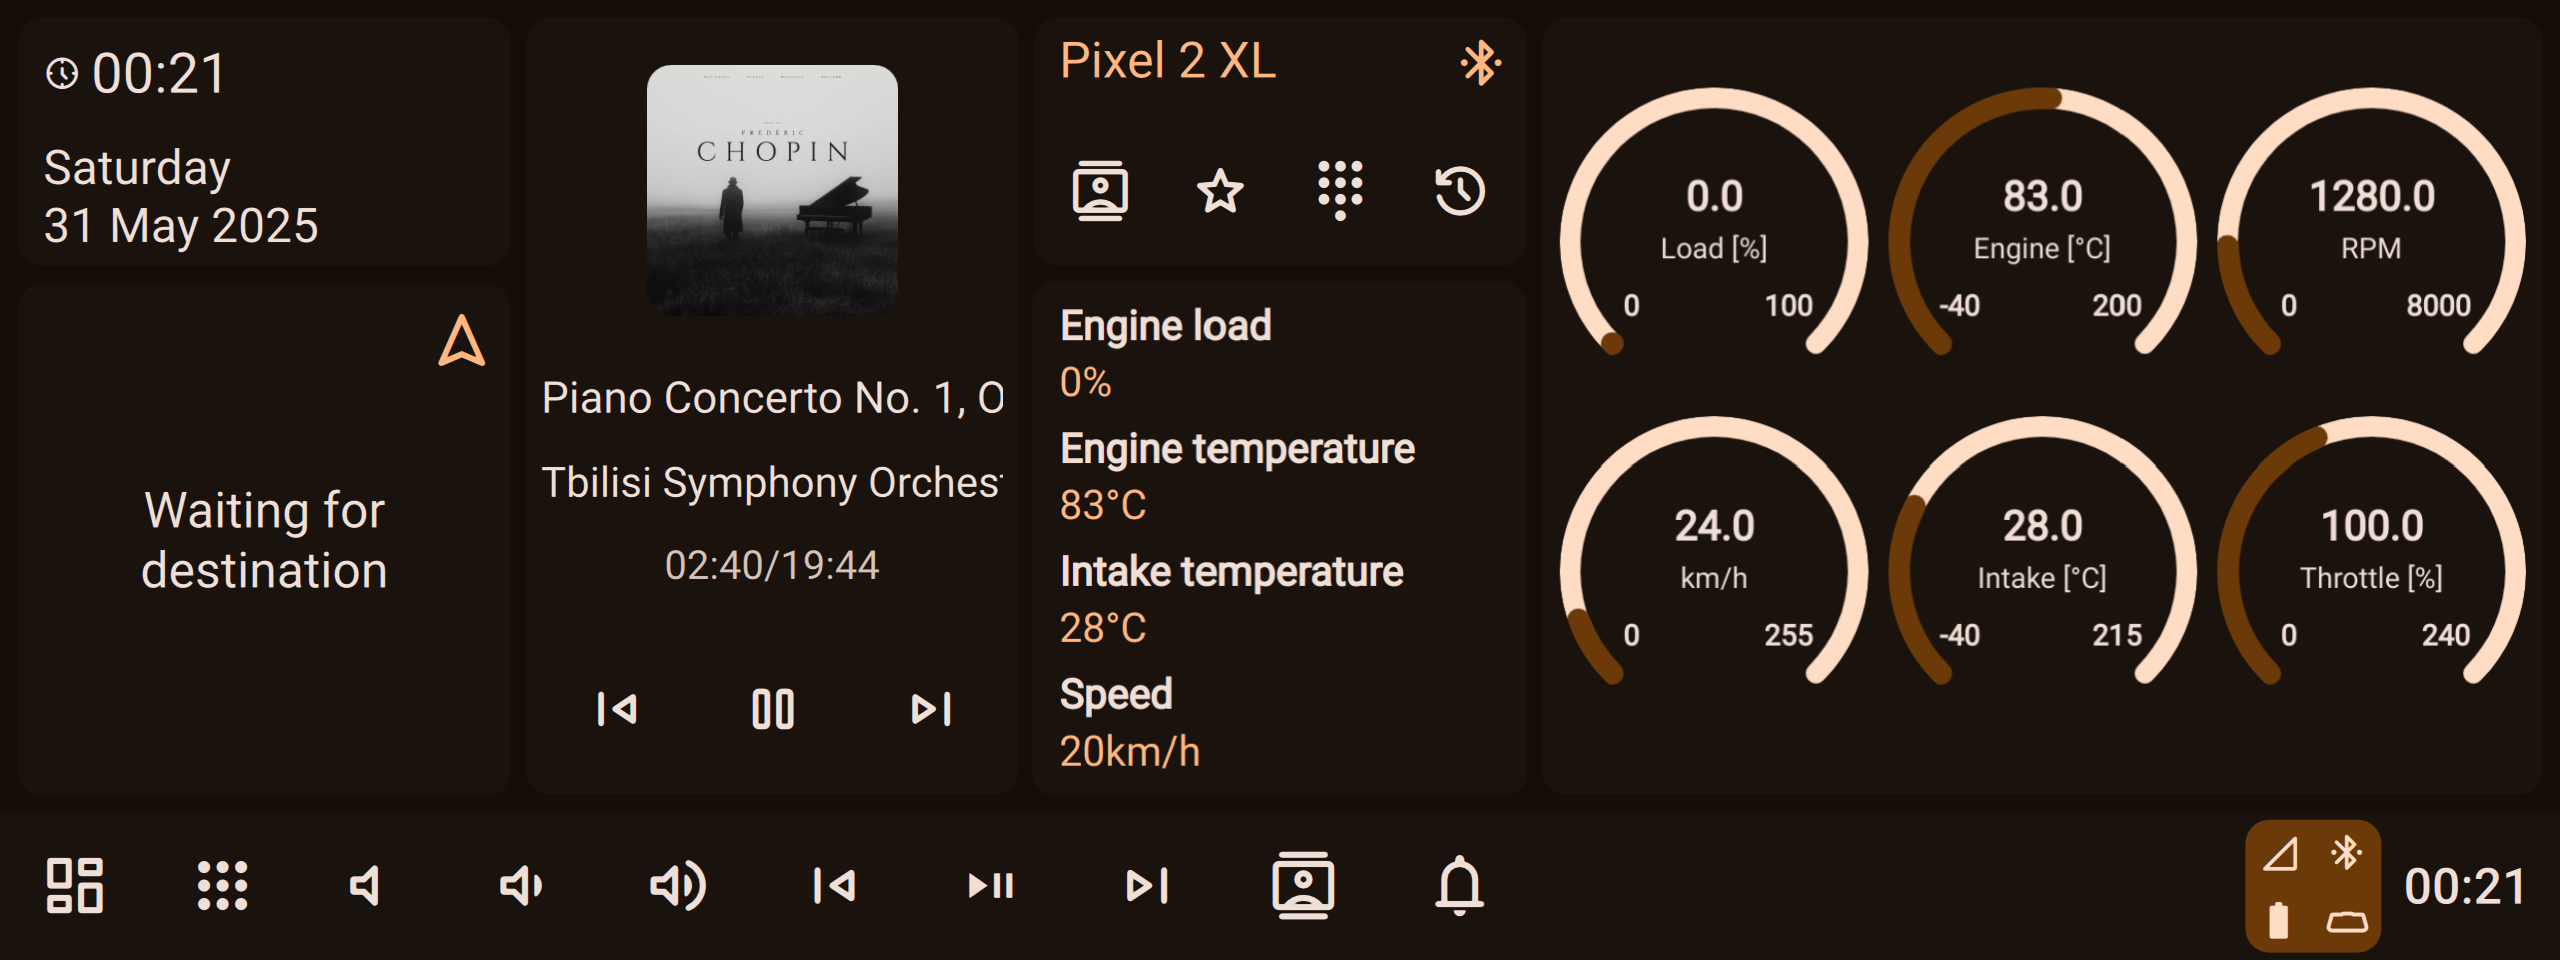 00:21
Saturday
31 May 2025
Waiting for
destination
FRÉDÉRIC
CHOPIN
Piano Concerto No. 1, O
Tbilisi Symphony Orchest
02:40/19:44
Pixel 2 XL
Engine load
0%
Engine temperature
83°C
Intake temperature
28°C
Speed
20km/h
0.0
Load [%]
0 100
83.0
Engine [°C]
-40 200
1280.0
RPM
0 8000
24.0
km/h
0 255
28.0
Intake [°C]
-40 215
100.0
Throttle [%]
0 240
00:21